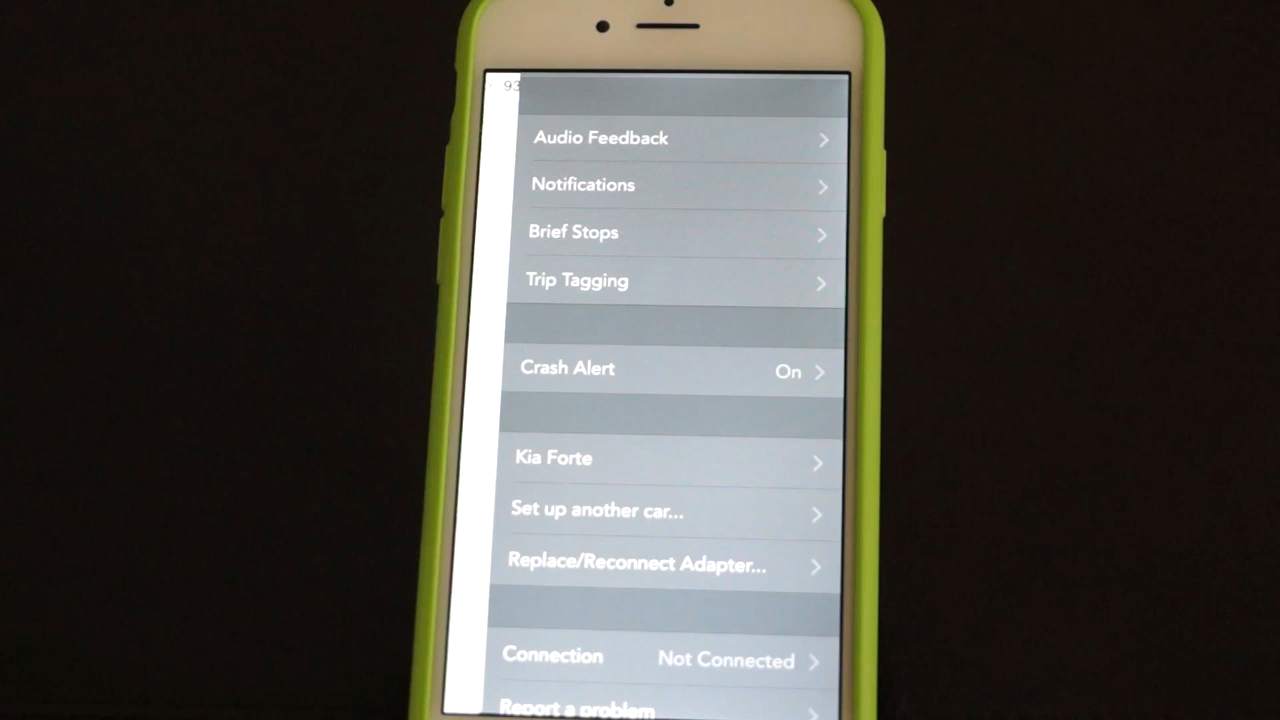 93
Audio Feedback
Notifications
Brief Stops
Trip Tagging
Crash Alert On
Kia Forte
Set up another car...
Replace/Reconnect Adapter...
Connection Not Connected
Report a problem